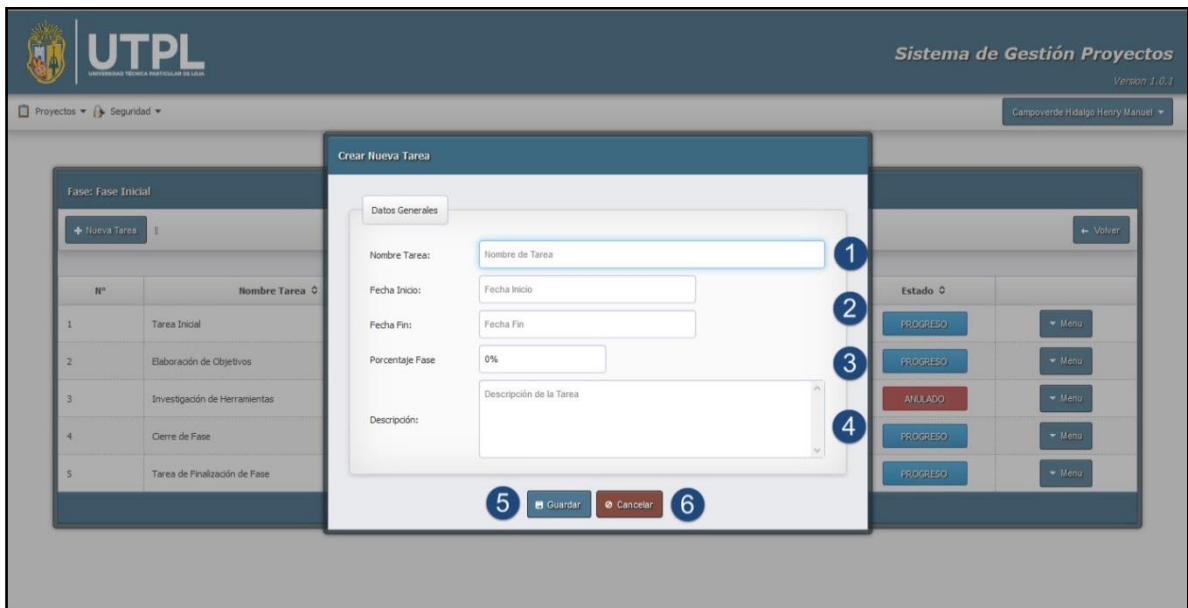 UTPL
UNIVERSIDAD TÉCNICA PARTICULAR DE LOJA
Sistema de Gestión Proyectos
Version 1.0.1
Proyectos Seguridad
Campoverde Hidalgo Henry Manuel
Crear Nueva Tarea
Fase: Fase Inicial
Datos Generales
Nueva Tarea
Volver
Nombre Tarea: Nombre de Tarea 1
Nº Nombre Tarea Estado
Fecha Inicio: Fecha Inicio
2
Fecha Fin: Fecha Fin
1 Tarea Inicial PROGRESO Menu
Porcentaje Fase 0% 3
2 Elaboración de Objetivos PROGRESO Menu
Descripción: Descripción de la Tarea 4
3 Investigación de Herramientas ANULADO Menu
4 Cierre de Fase PROGRESO Menu
5 Tarea de Finalización de Fase PROGRESO Menu
5 Guardar Cancelar 6